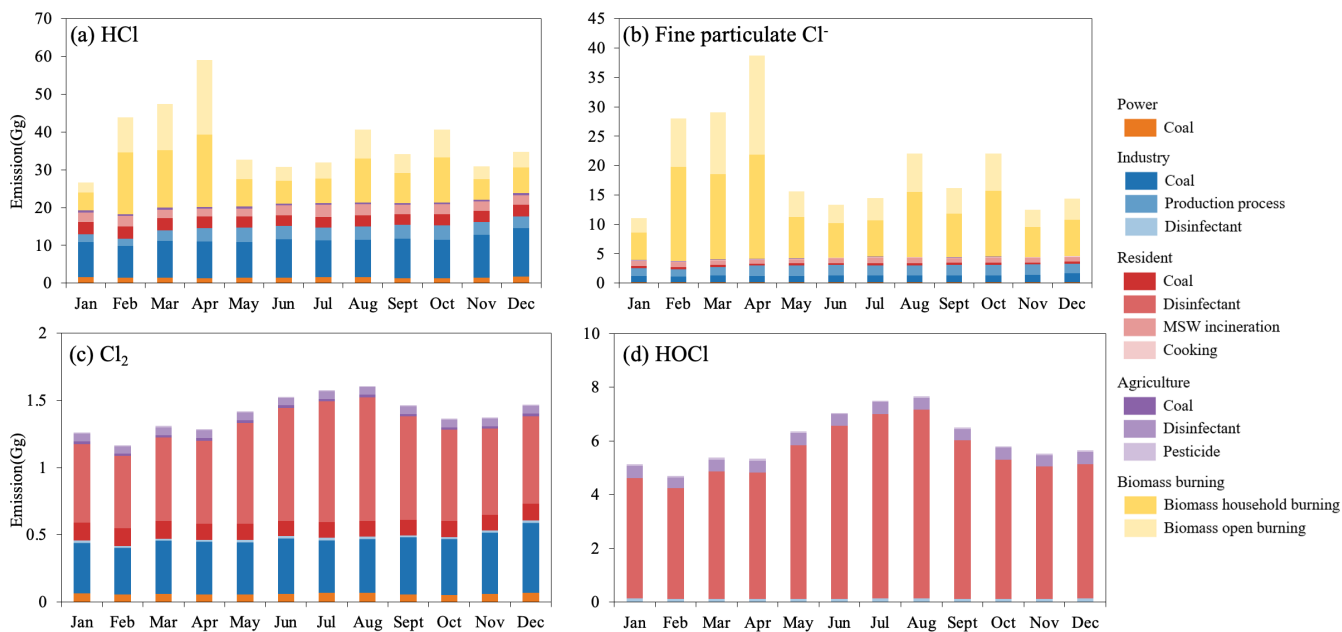 (a) HCl
Emission(Gg)
70
60
50
40
30
20
10
0
Jan Feb Mar Apr May Jun Jul Aug Sept Oct Nov Dec
(b) Fine particulate Cl⁻
45
40
35
30
25
20
15
10
5
0
Jan Feb Mar Apr May Jun Jul Aug Sept Oct Nov Dec
(c) Cl₂
Emission(Gg)
2
1.5
1
0.5
0
Jan Feb Mar Apr May Jun Jul Aug Sept Oct Nov Dec
(d) HOCl
10
8
6
4
2
0
Jan Feb Mar Apr May Jun Jul Aug Sept Oct Nov Dec
Power
Coal
Industry
Coal
Production process
Disinfectant
Resident
Coal
Disinfectant
MSW incineration
Cooking
Agriculture
Coal
Disinfectant
Pesticide
Biomass burning
Biomass household burning
Biomass open burning